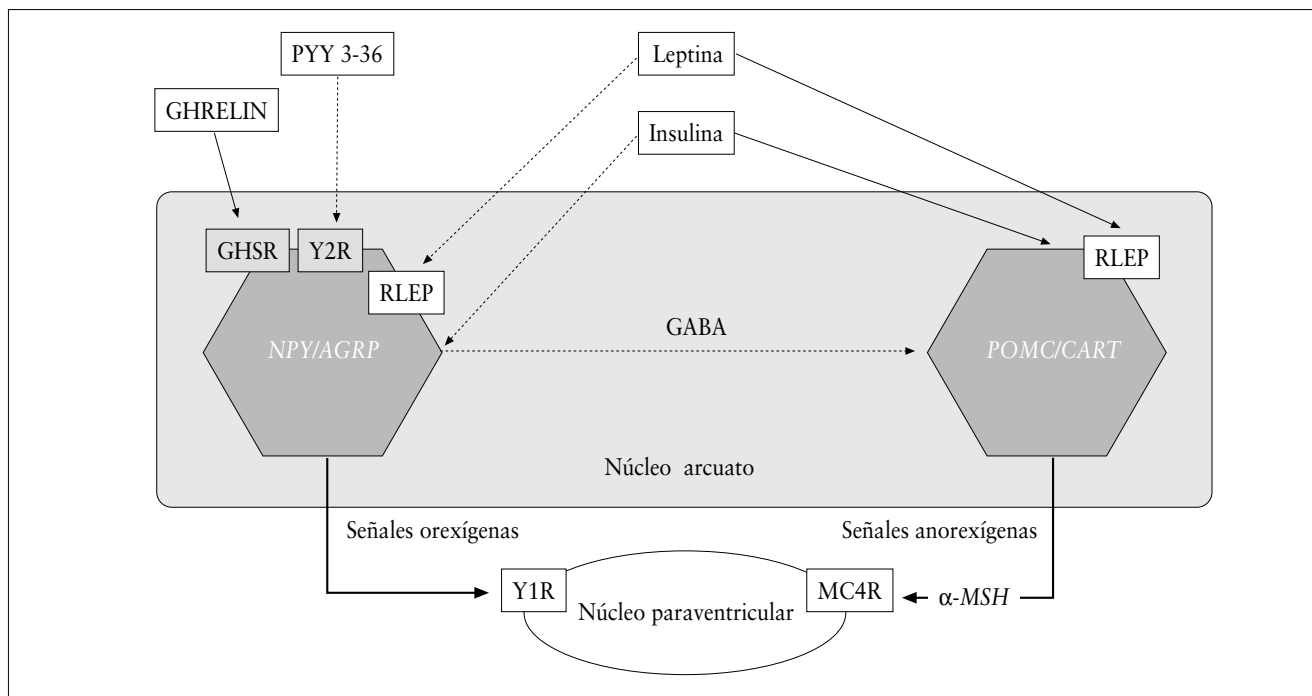 PYY 3-36
Leptina
GHRELIN
Insulina
GHSR
Y2R
RLEP
RLEP
GABA
NPY/AGRP
POMC/CART
Núcleo arcuato
Señales orexígenas
Señales anorexígenas
Y1R
MC4R
α-MSH
Núcleo paraventricular